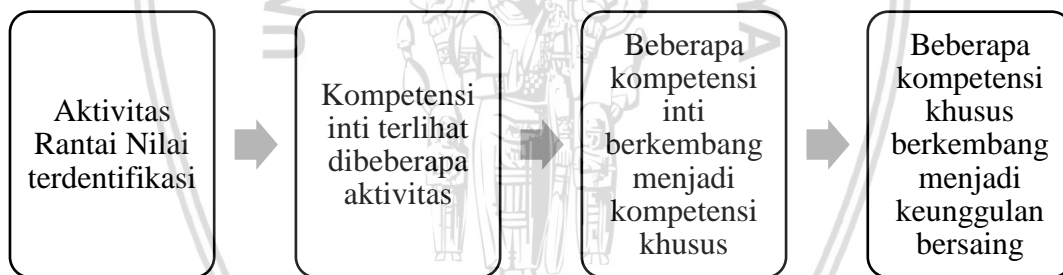 Aktivitas
Rantai Nilai
terdentifikasi
Kompetensi
inti terlihat
dibeberapa
aktivitas
Beberapa
kompetensi
inti
berkembang
menjadi
kompetensi
khusus
Beberapa
kompetensi
khusus
berkembang
menjadi
keunggulan
bersaing